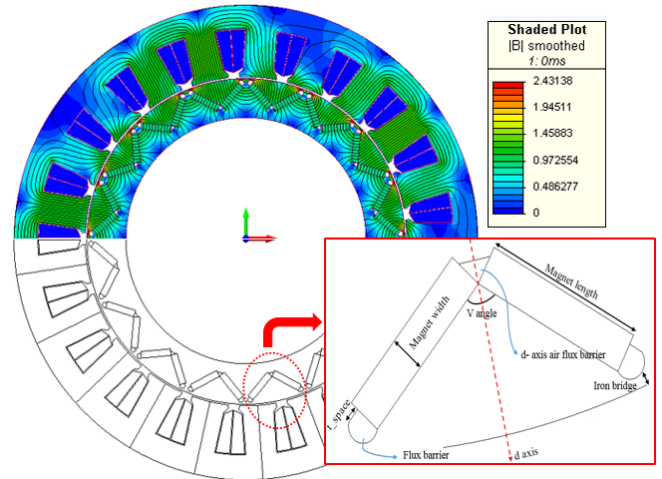 Shaded Plot
|B| smoothed
1: 0ms
2.43138
1.94511
1.45883
0.972554
0.486277
0
Magnet length
Magnet width
V angle
d- axis air flux barrier
Iron bridge
t_space
Flux barrier
d axis